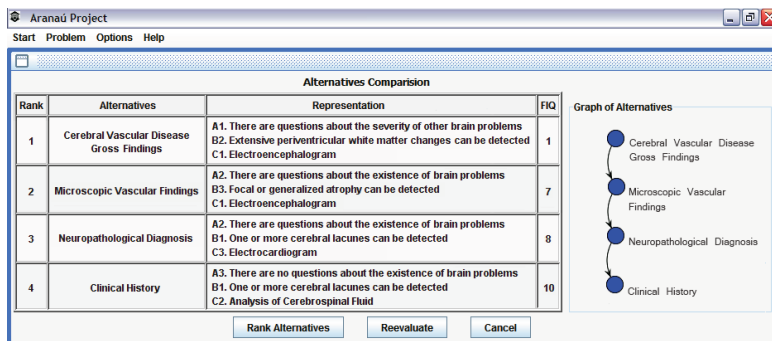 Aranaú Project
Start Problem Options Help
Alternatives Comparision
Rank Alternatives Representation FIQ
1
Cerebral Vascular Disease
Gross Findings
A1. There are questions about the severity of other brain problems
B2. Extensive periventricular white matter changes can be detected
C1. Electroencephalogram
1
2
Microscopic Vascular Findings
A2. There are questions about the existence of brain problems
B3. Focal or generalized atrophy can be detected
C1. Electroencephalogram
7
3
Neuropathological Diagnosis
A2. There are questions about the existence of brain problems
B1. One or more cerebral lacunes can be detected
C3. Electrocardiogram
8
4
Clinical History
A3. There are no questions about the existence of brain problems
B1. One or more cerebral lacunes can be detected
C2. Analysis of Cerebrospinal Fluid
10
Graph of Alternatives
Cerebral Vascular Disease
Gross Findings
Microscopic Vascular
Findings
Neuropathological Diagnosis
Clinical History
Rank Alternatives Reevaluate Cancel